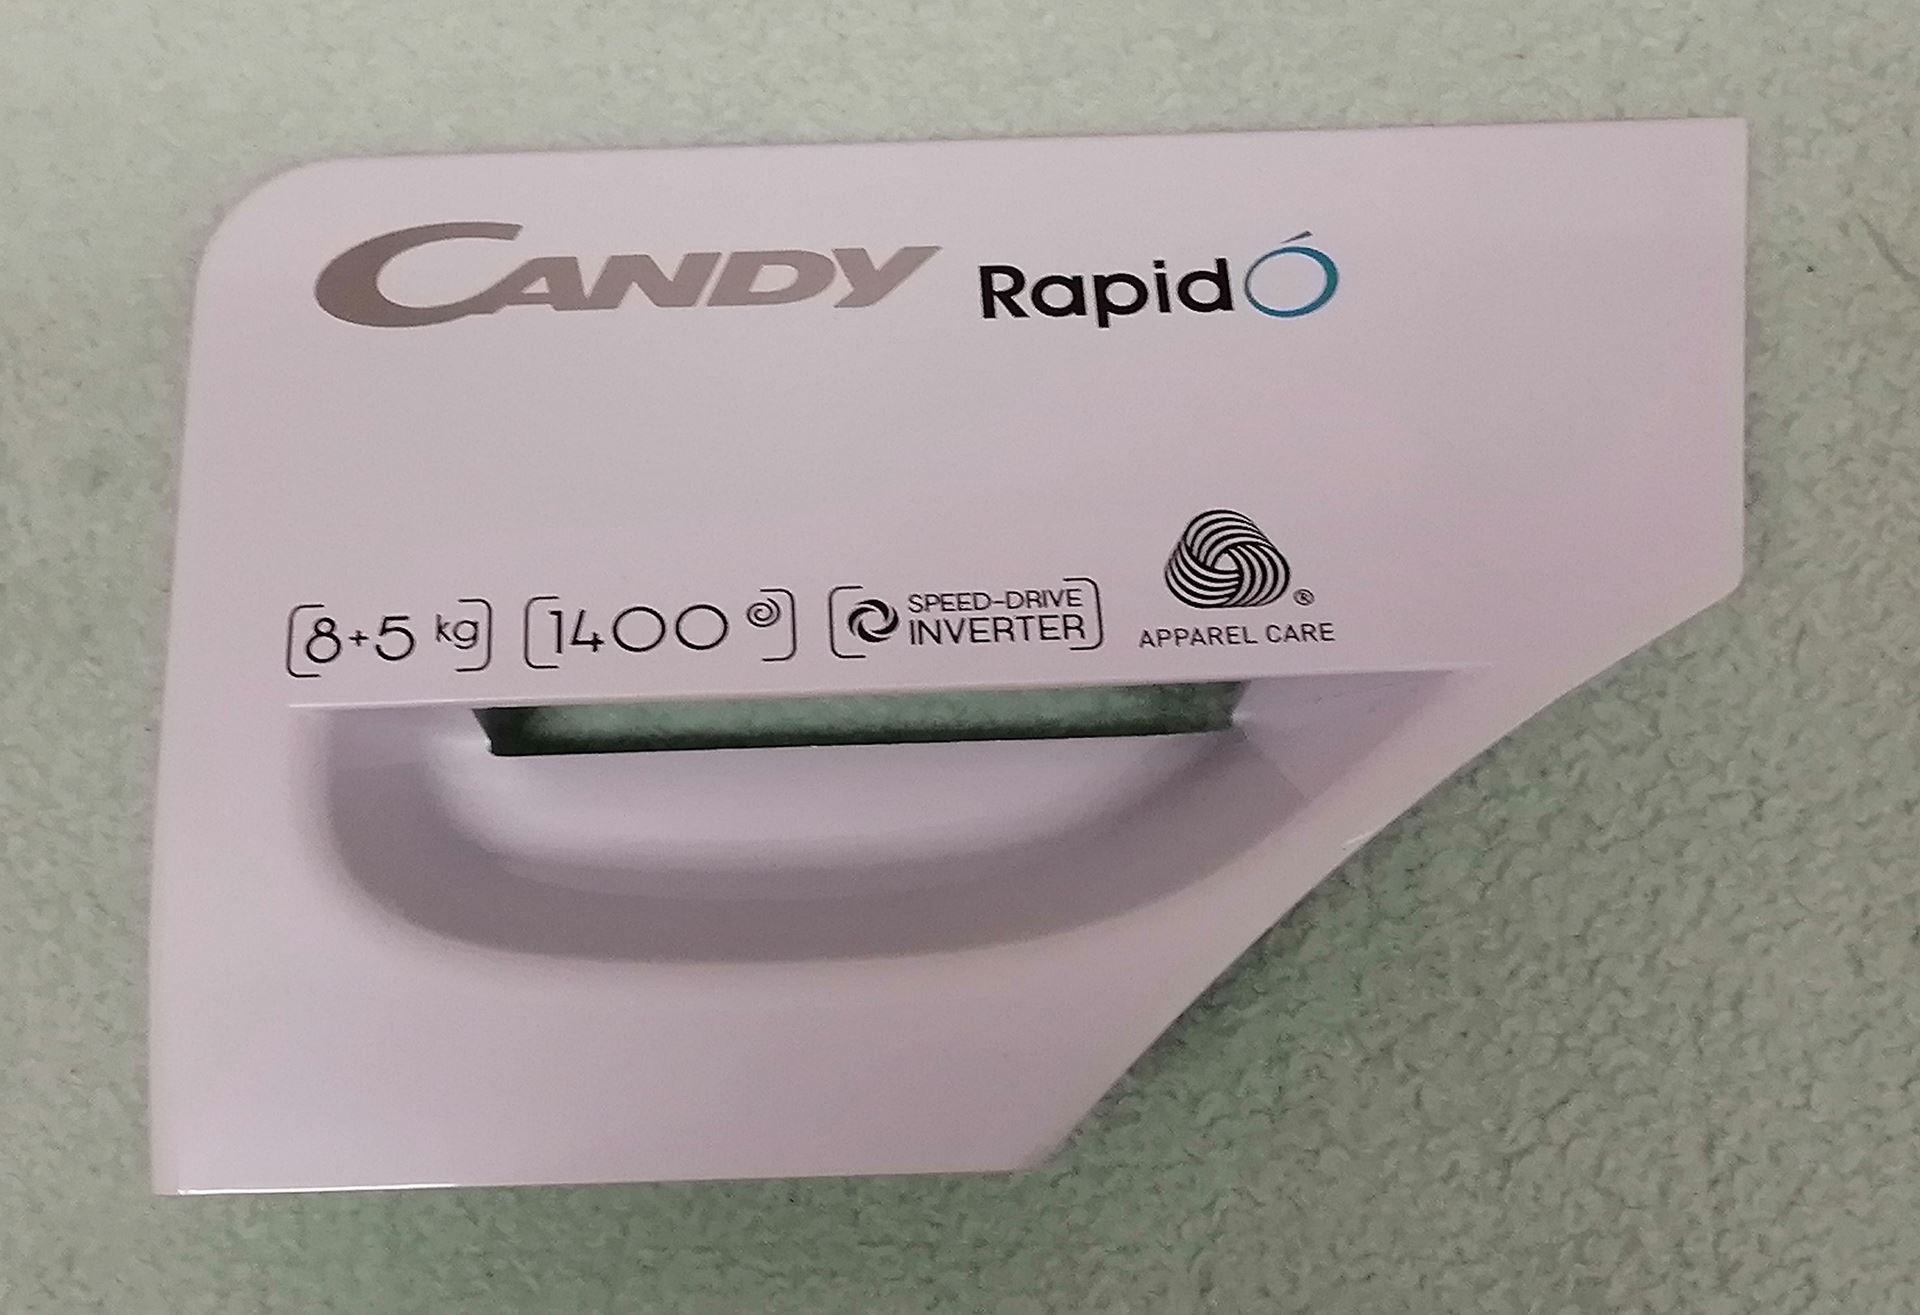 CANDY RapidÓ
8+5 kg 1400 SPEED-DRIVE INVERTER
® APPAREL CARE